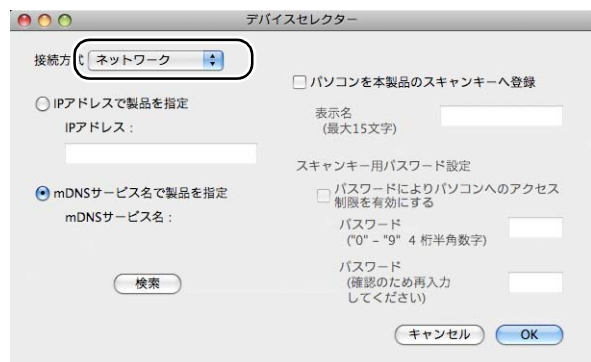 デバイスセレクター
接続方式 ネットワーク
IPアドレスで製品を指定
IPアドレス：
mDNSサービス名で製品を指定
mDNSサービス名：
検索
パソコンを本製品のスキャンキーへ登録
表示名
(最大15文字)
スキャンキー用パスワード設定
パスワードによりパソコンへのアクセス
制限を有効にする
パスワード
("0" – "9" 4 桁半角数字)
パスワード
(確認のため再入力
してください)
キャンセル OK